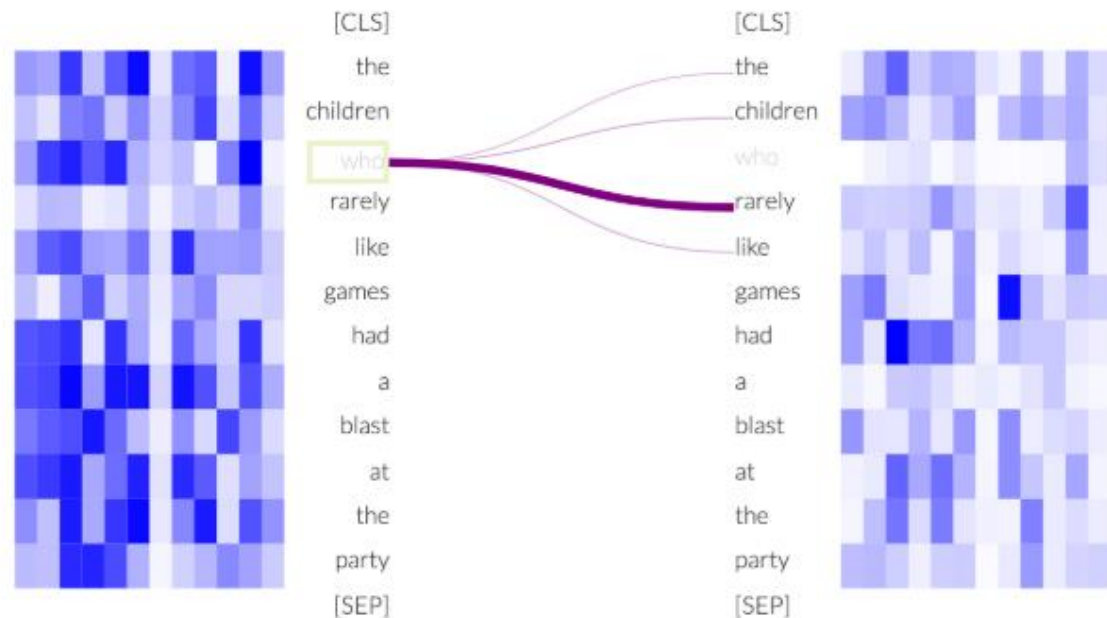 [CLS] [CLS]
the the
children children
who who
rarely rarely
like like
games games
had had
a a
blast blast
at at
the the
party party
[SEP] [SEP]